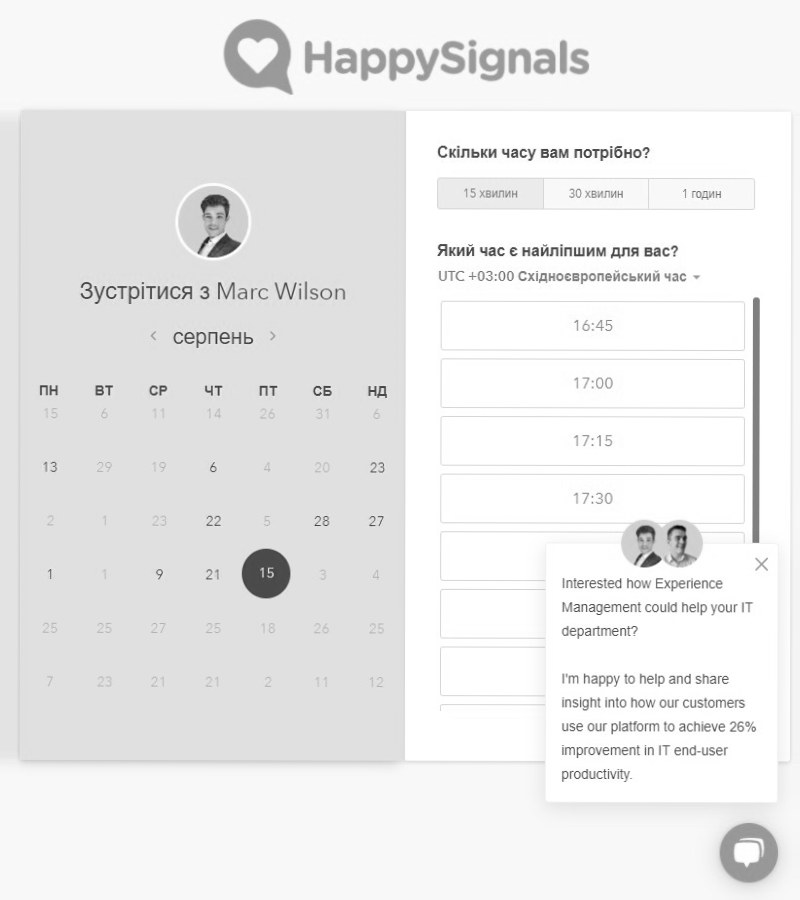 HappySignals
Зустрітися з Marc Wilson
серпень
ПН ВТ СР ЧТ ПТ СБ НД
15 6 11 14 26 31 6
13 29 19 6 4 20 23
2 1 23 22 5 28 27
1 1 9 21 15 3 4
25 25 27 25 18 26 25
7 23 21 21 2 11 12
Скільки часу вам потрібно?
15 хвилин 30 хвилин 1 годин
Який час є найліпшим для вас?
UTC +03:00 Східноєвропейський час
16:45
17:00
17:15
17:30
Interested how Experience
Management could help your IT
department?
I'm happy to help and share
insight into how our customers
use our platform to achieve 26%
improvement in IT end-user
productivity.